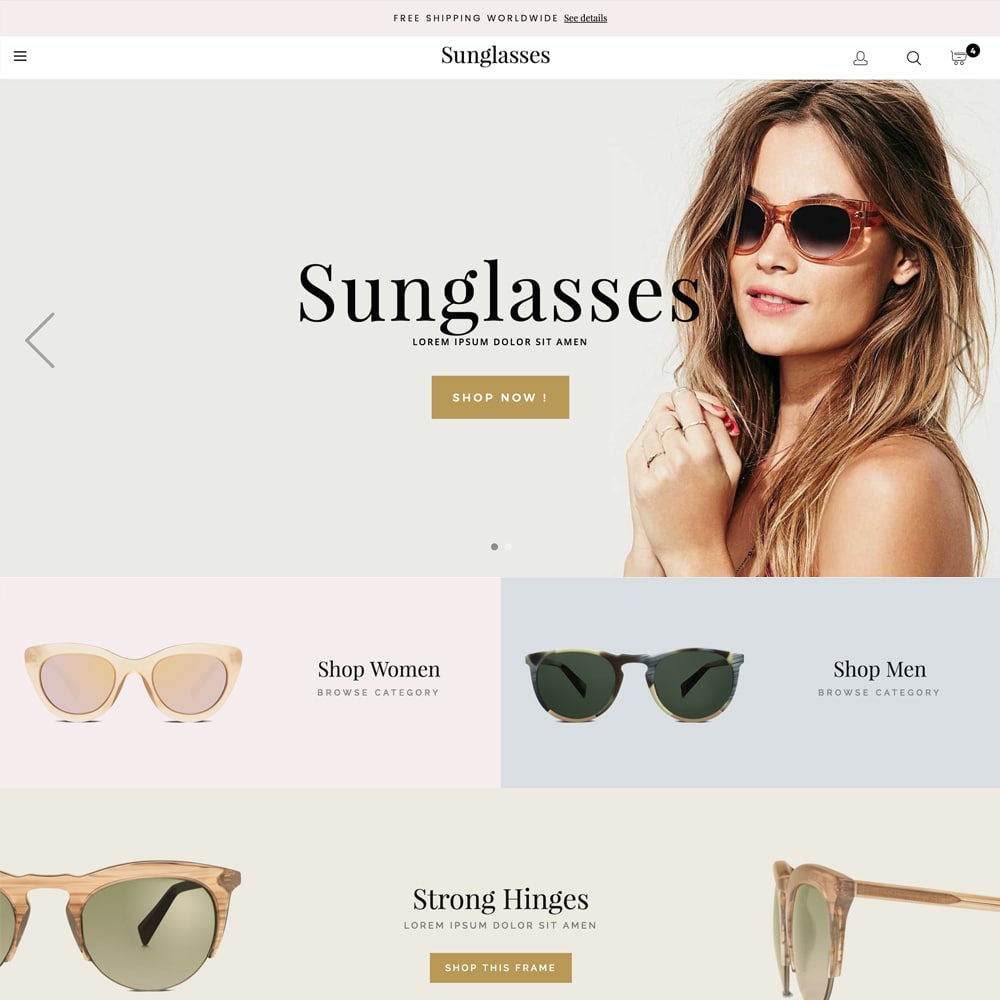 FREE SHIPPING WORLDWIDE See details
Sunglasses
4
Sunglasses
LOREM IPSUM DOLOR SIT AMEN
SHOP NOW !
Shop Women
BROWSE CATEGORY
Shop Men
BROWSE CATEGORY
Strong Hinges
LOREM IPSUM DOLOR SIT AMEN
SHOP THIS FRAME